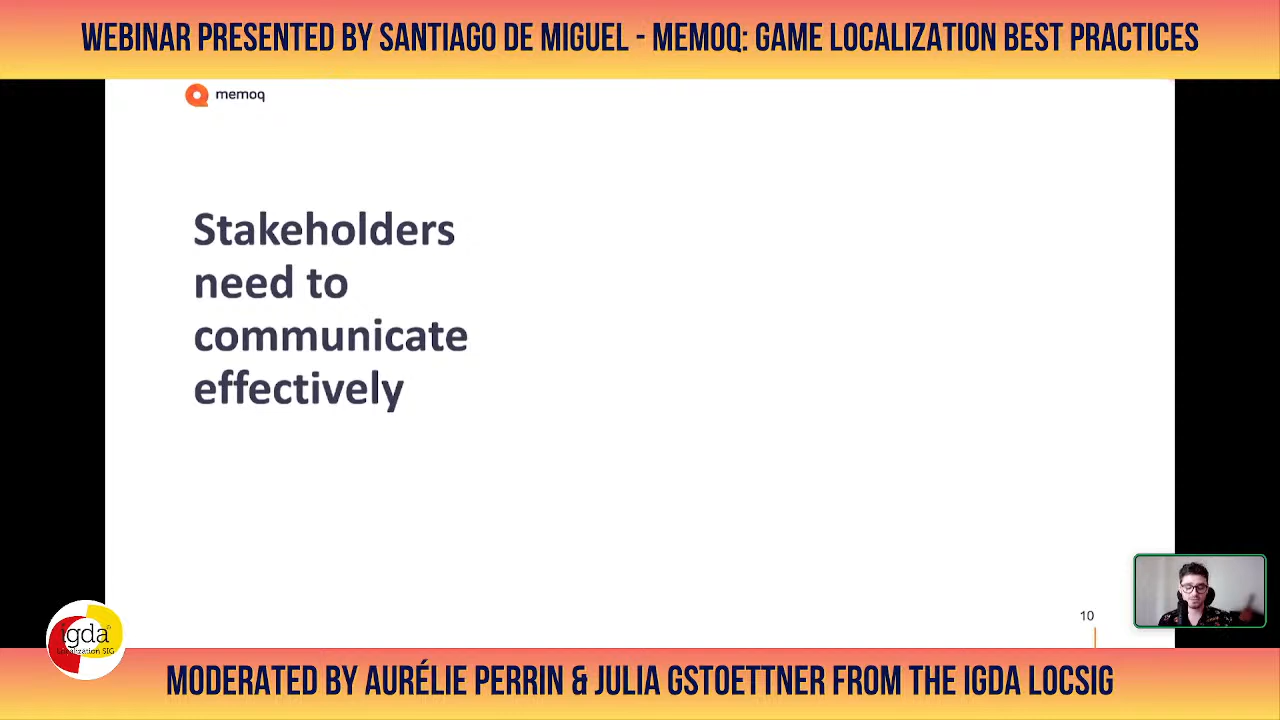 WEBINAR PRESENTED BY SANTIAGO DE MIGUEL - MEMOQ: GAME LOCALIZATION BEST PRACTICES
memoq
Stakeholders
need to
communicate
effectively
10
igda
Localization SIG
MODERATED BY AURÉLIE PERRIN & JULIA GSTOETTNER FROM THE IGDA LOCSIG